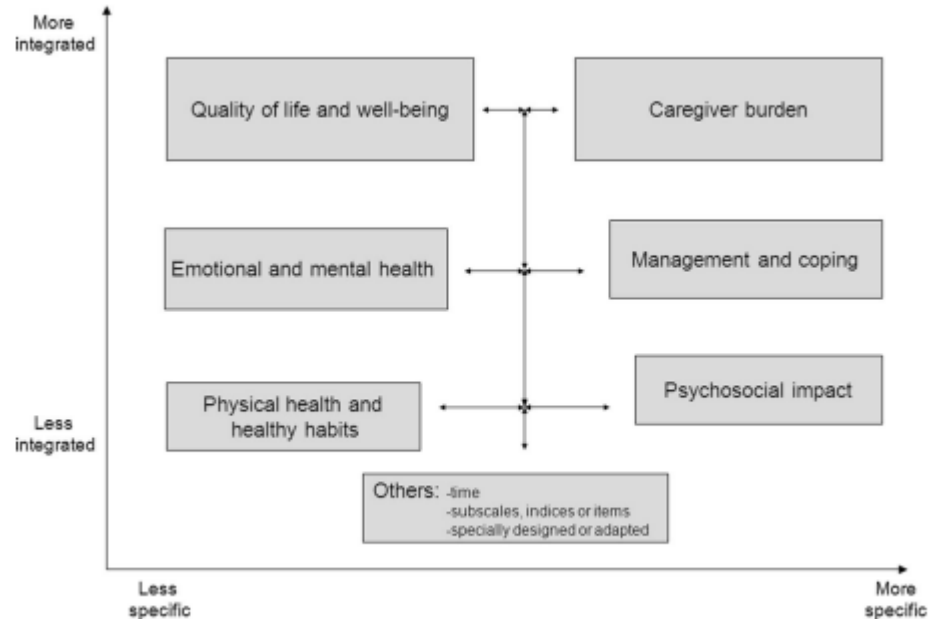 More
integrated
Quality of life and well-being
Caregiver burden
Emotional and mental health
Management and coping
Physical health and
healthy habits
Psychosocial impact
Less
integrated
Others: -time
-subscales, indices or items
-specially designed or adapted
Less
specific
More
specific